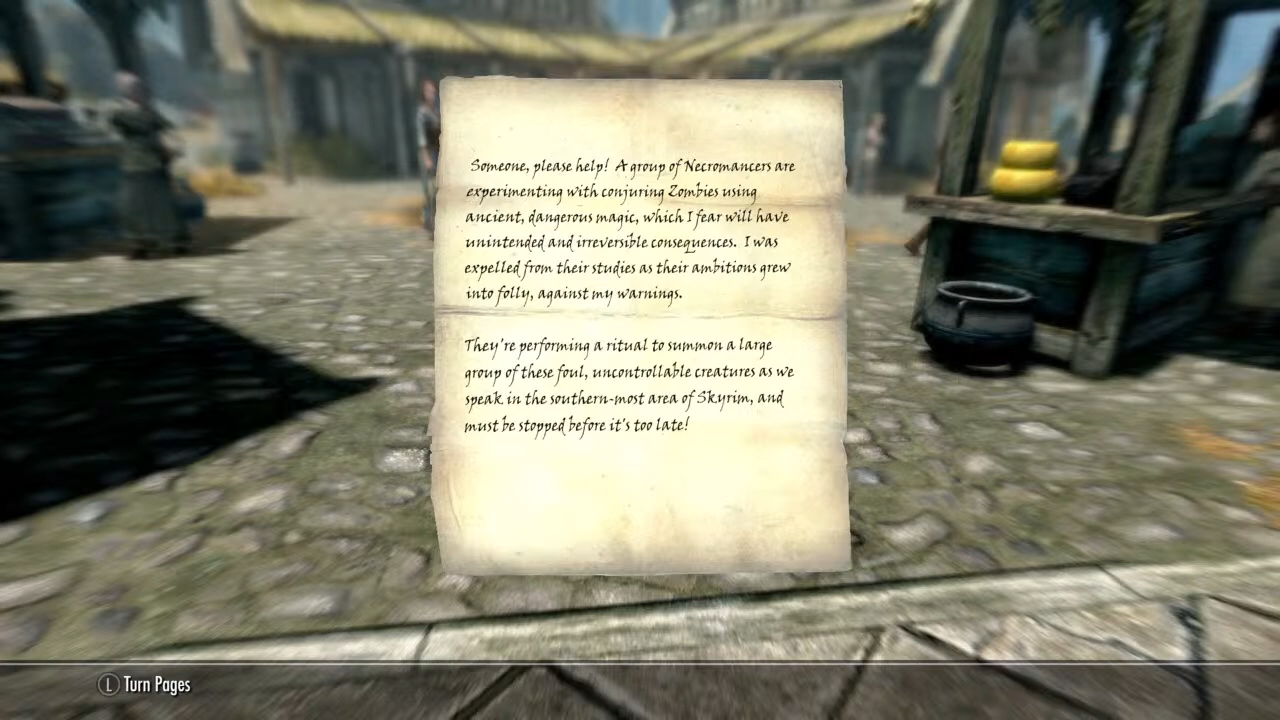 Someone, please help! A group of Necromancers are
experimenting with conjuring Zombies using
ancient, dangerous magic, which I fear will have
unintended and irreversible consequences. I was
expelled from their studies as their ambitions grew
into folly, against my warnings.
They're performing a ritual to summon a large
group of these foul, uncontrollable creatures as we
speak in the southern-most area of Skyrim, and
must be stopped before it's too late!
L Turn Pages